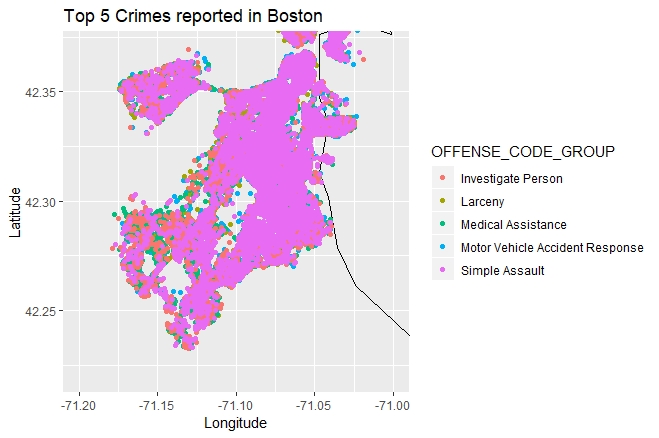 Top 5 Crimes reported in Boston
42.35
42.30
42.25
Latitude
-71.20
-71.15
-71.10
-71.05
-71.00
Longitude
OFFENSE_CODE_GROUP
Investigate Person
Larceny
Medical Assistance
Motor Vehicle Accident Response
Simple Assault